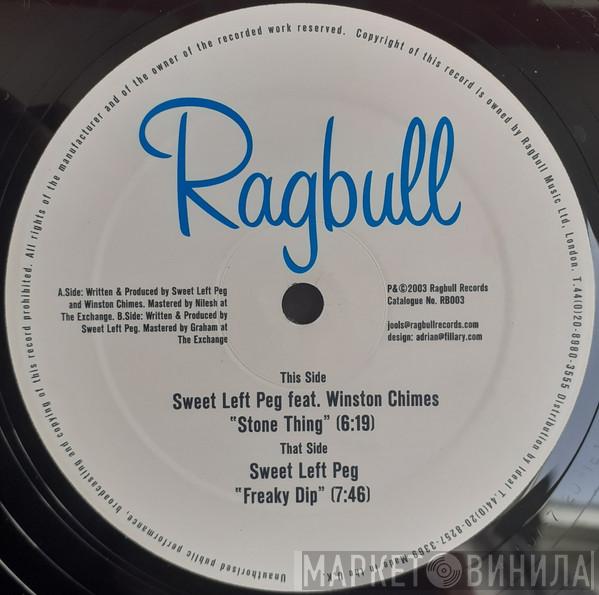 All rights of the manufacturer and of the owner of the recorded work reserved. Copyright of this record is owned by Ragbull Music Ltd, London. T.44(0)20-8980-3555 Distribution by Ideal T.44(0)20-8257-3368 Made in the U.K. Unauthorised public performance, broadcasting and copying of this record prohibited.
Ragbull
A.Side: Written & Produced by Sweet Left Peg
and Winston Chimes. Mastered by Nilesh at
The Exchange. B.Side: Written & Produced by
Sweet Left Peg. Mastered by Graham at
The Exchange
P&©2003 Ragbull Records
Catalogue No. RB003
jools@ragbullrecords.com
design: adrian@filiary.com
This Side
Sweet Left Peg feat. Winston Chimes
"Stone Thing" (6:19)
That Side
Sweet Left Peg
"Freaky Dip" (7:46)
МАРКЕТ ВИНИЛА